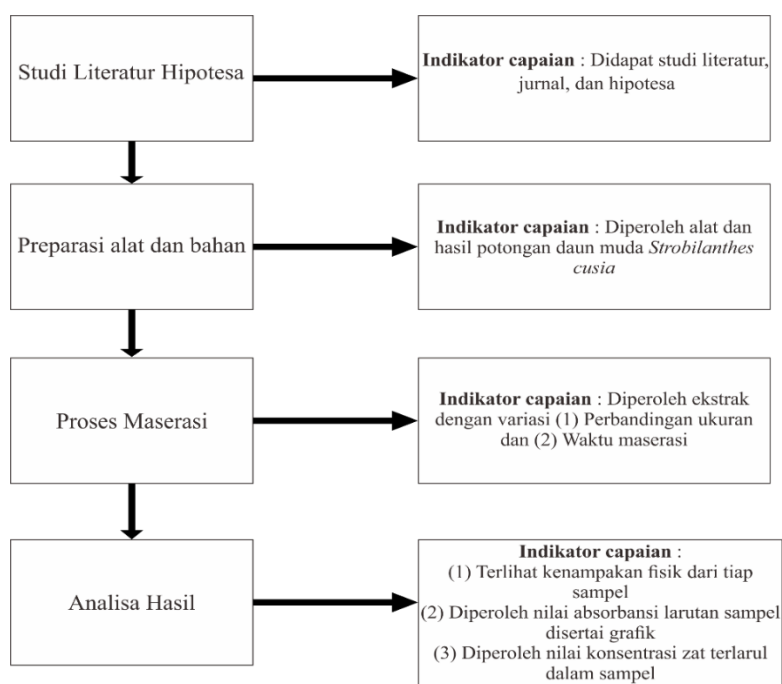 Studi Literatur Hipotesa
Indikator capaian : Didapat studi literatur,
jurnal, dan hipotesa
Preparasi alat dan bahan
Indikator capaian : Diperoleh alat dan
hasil potongan daun muda Strobilanthes
cusia
Proses Maserasi
Indikator capaian : Diperoleh ekstrak
dengan variasi (1) Perbandingan ukuran
dan (2) Waktu maserasi
Analisa Hasil
Indikator capaian :
(1) Terlihat kenampakan fisik dari tiap
sampel
(2) Diperoleh nilai absorbansi larutan sampel
disertai grafik
(3) Diperoleh nilai konsentrasi zat terlarul
dalam sampel